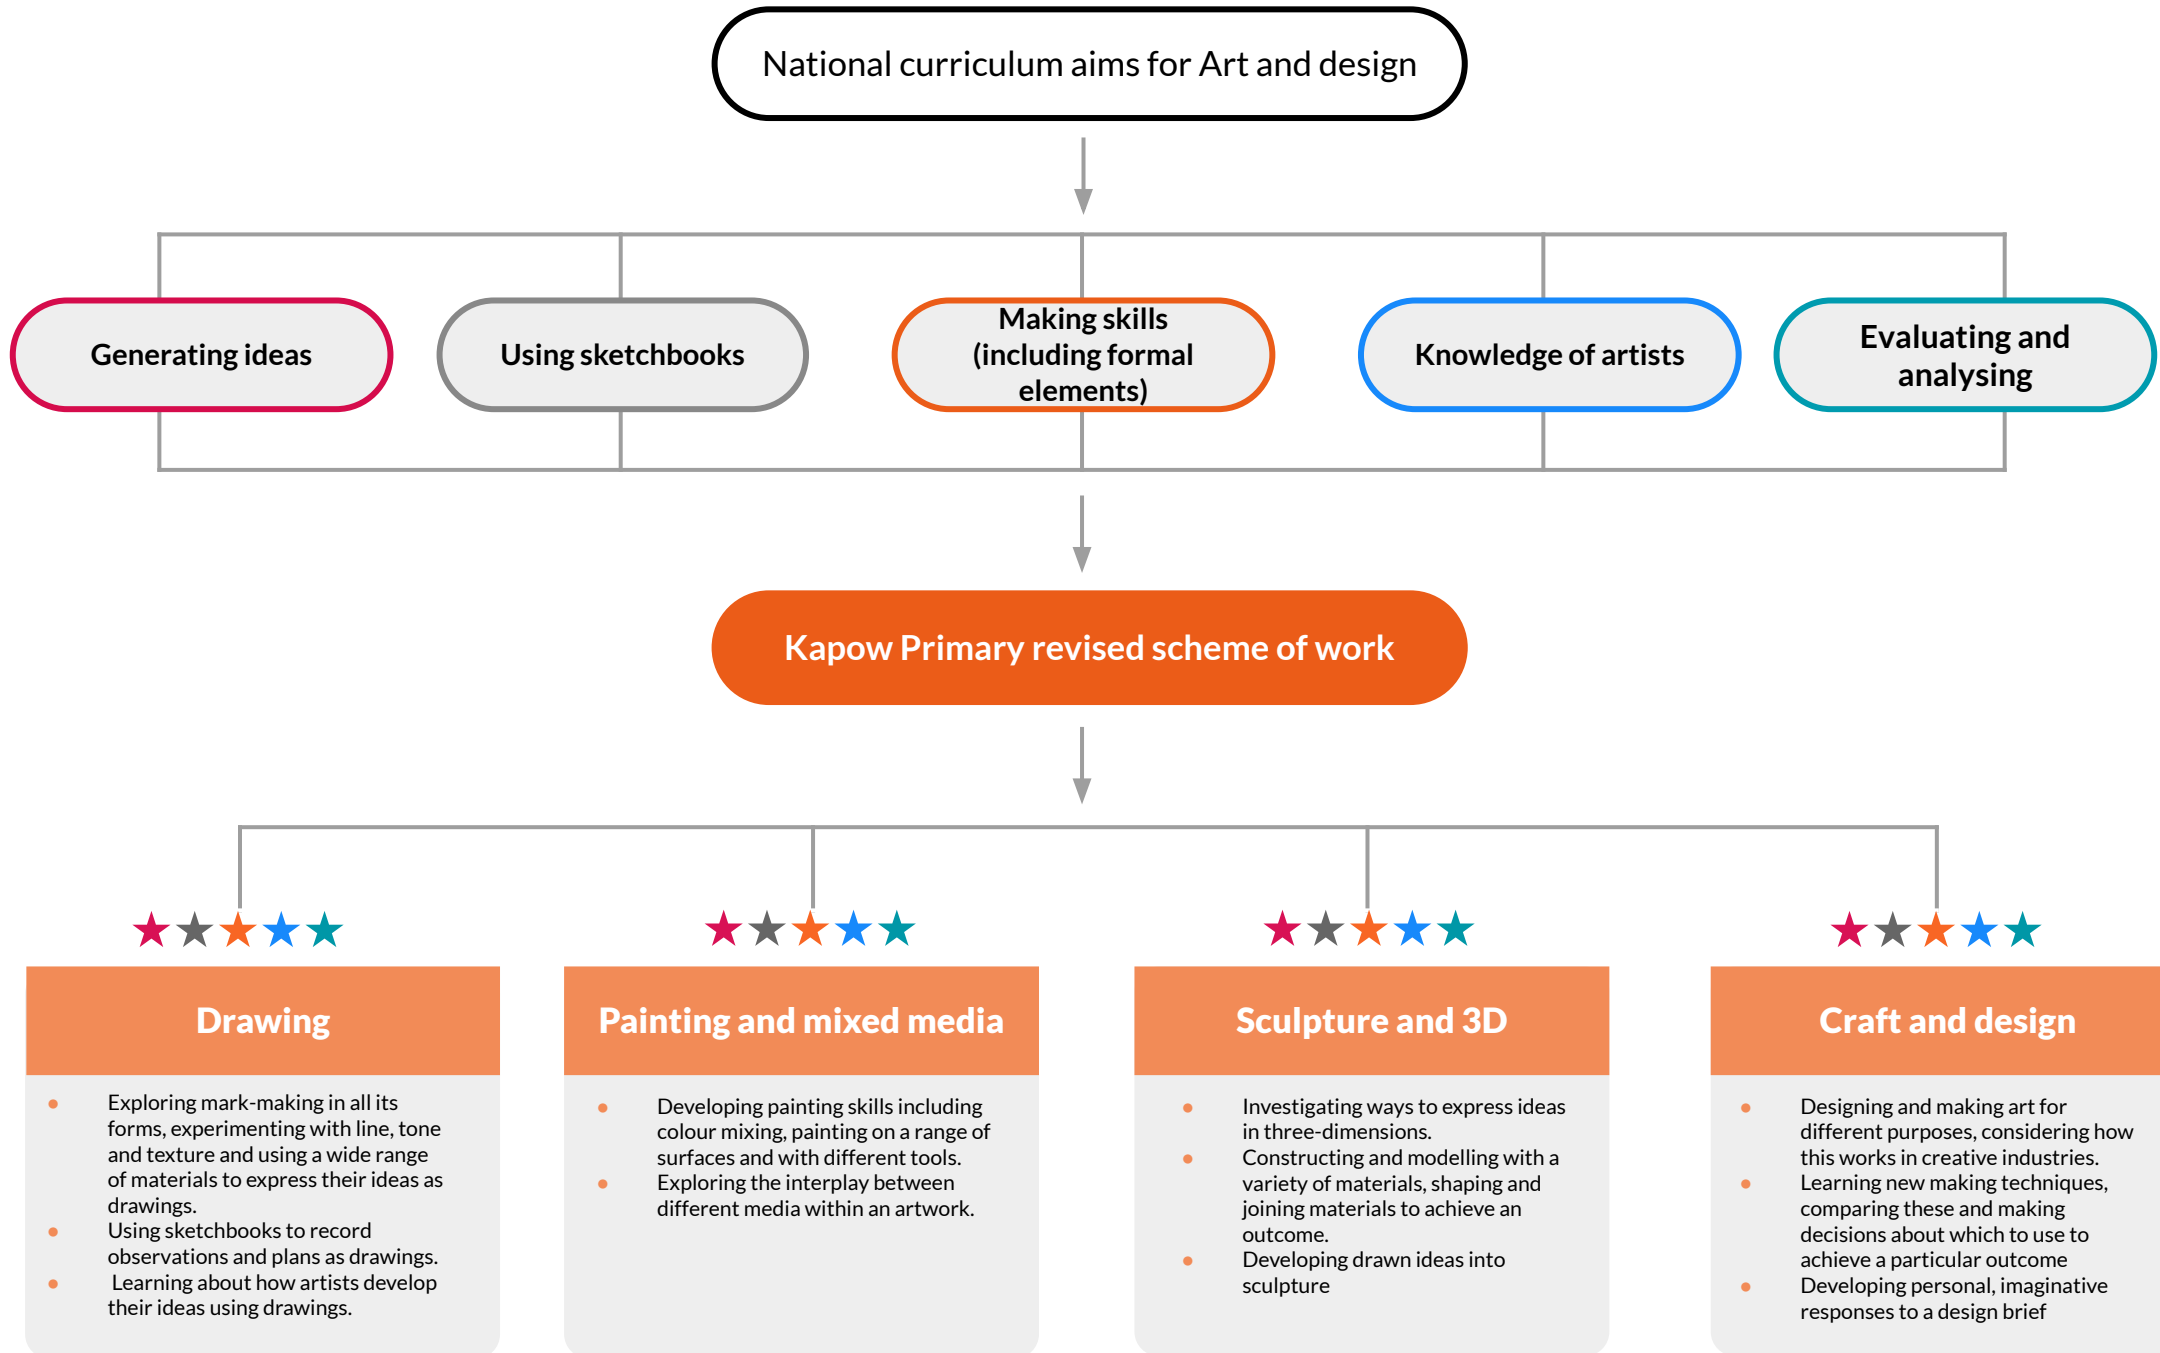 National curriculum aims for Art and design
Generating ideas
Using sketchbooks
Making skills
(including formal
elements)
Knowledge of artists
Evaluating and
analysing
Kapow Primary revised scheme of work
Drawing
● Exploring mark-making in all its
forms, experimenting with line, tone
and texture and using a wide range
of materials to express their ideas as
drawings.
● Using sketchbooks to record
observations and plans as drawings.
● Learning about how artists develop
their ideas using drawings.
Painting and mixed media
● Developing painting skills including
colour mixing, painting on a range of
surfaces and with different tools.
● Exploring the interplay between
different media within an artwork.
Sculpture and 3D
● Investigating ways to express ideas
in three-dimensions.
● Constructing and modelling with a
variety of materials, shaping and
joining materials to achieve an
outcome.
● Developing drawn ideas into
sculpture
Craft and design
● Designing and making art for
different purposes, considering how
this works in creative industries.
● Learning new making techniques,
comparing these and making
decisions about which to use to
achieve a particular outcome
● Developing personal, imaginative
responses to a design brief